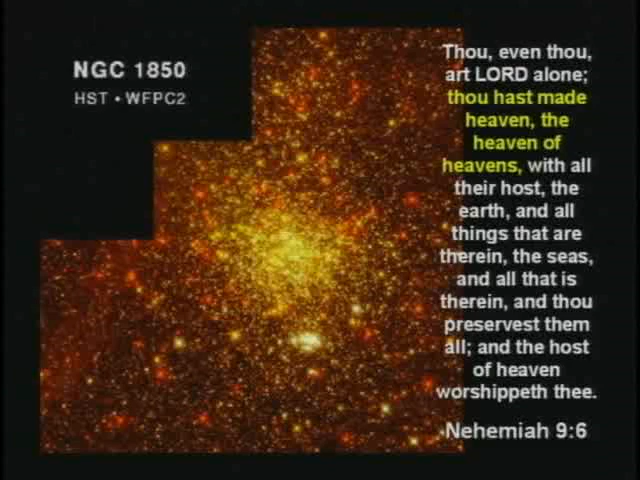 NGC 1850
HST • WFPC2
Thou, even thou,
art LORD alone;
thou hast made
heaven, the
heaven of
heavens, with all
their host, the
earth, and all
things that are
therein, the seas,
and all that is
therein, and thou
preservest them
all; and the host
of heaven
worshippeth thee.
Nehemiah 9:6